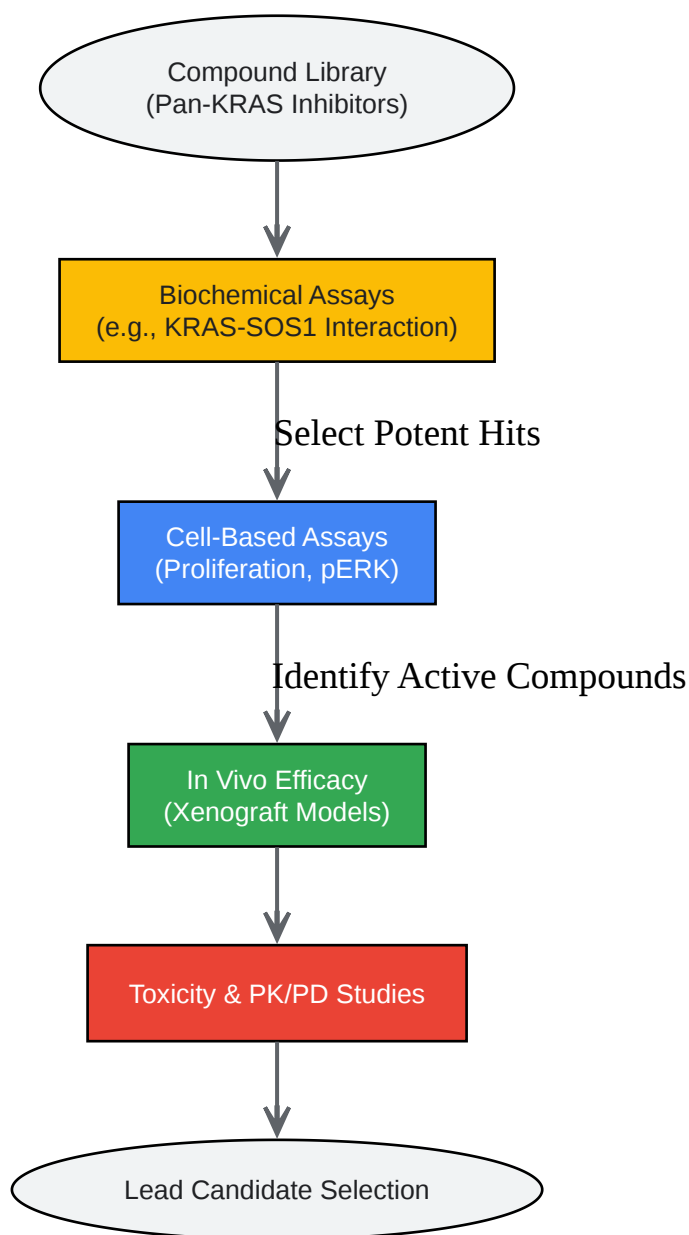 Compound Library
(Pan-KRAS Inhibitors)
Biochemical Assays
(e.g., KRAS-SOS1 Interaction)
Select Potent Hits
Cell-Based Assays
(Proliferation, pERK)
Identify Active Compounds
In Vivo Efficacy
(Xenograft Models)
Toxicity & PK/PD Studies
Lead Candidate Selection